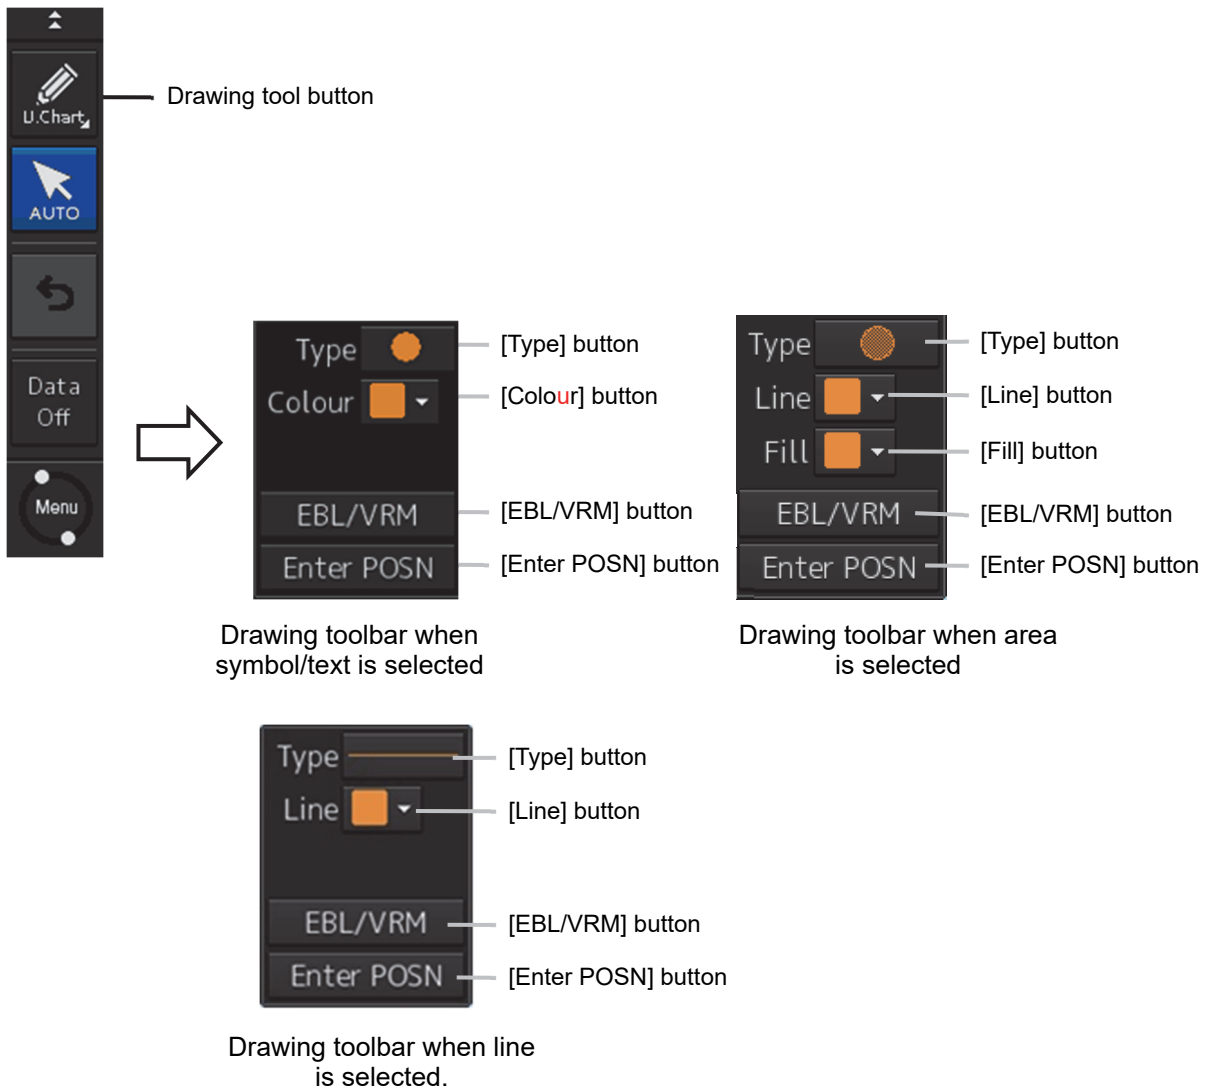 U.Chart
Drawing tool button
AUTO
Data
Off
Menu
Type
[Type] button
Colour
[Colour] button
EBL/VRM
[EBL/VRM] button
Enter POSN
[Enter POSN] button
Drawing toolbar when
symbol/text is selected
Type
[Type] button
Line
[Line] button
Fill
[Fill] button
EBL/VRM
[EBL/VRM] button
Enter POSN
[Enter POSN] button
Drawing toolbar when area
is selected
Type
[Type] button
Line
[Line] button
EBL/VRM
[EBL/VRM] button
Enter POSN
[Enter POSN] button
Drawing toolbar when line
is selected.